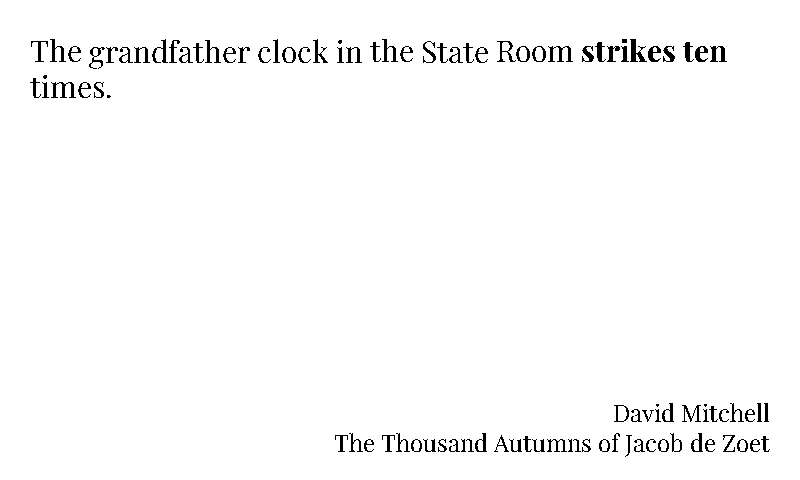 The grandfather clock in the State Room strikes ten
times.
David Mitchell
The Thousand Autumns of Jacob de Zoet